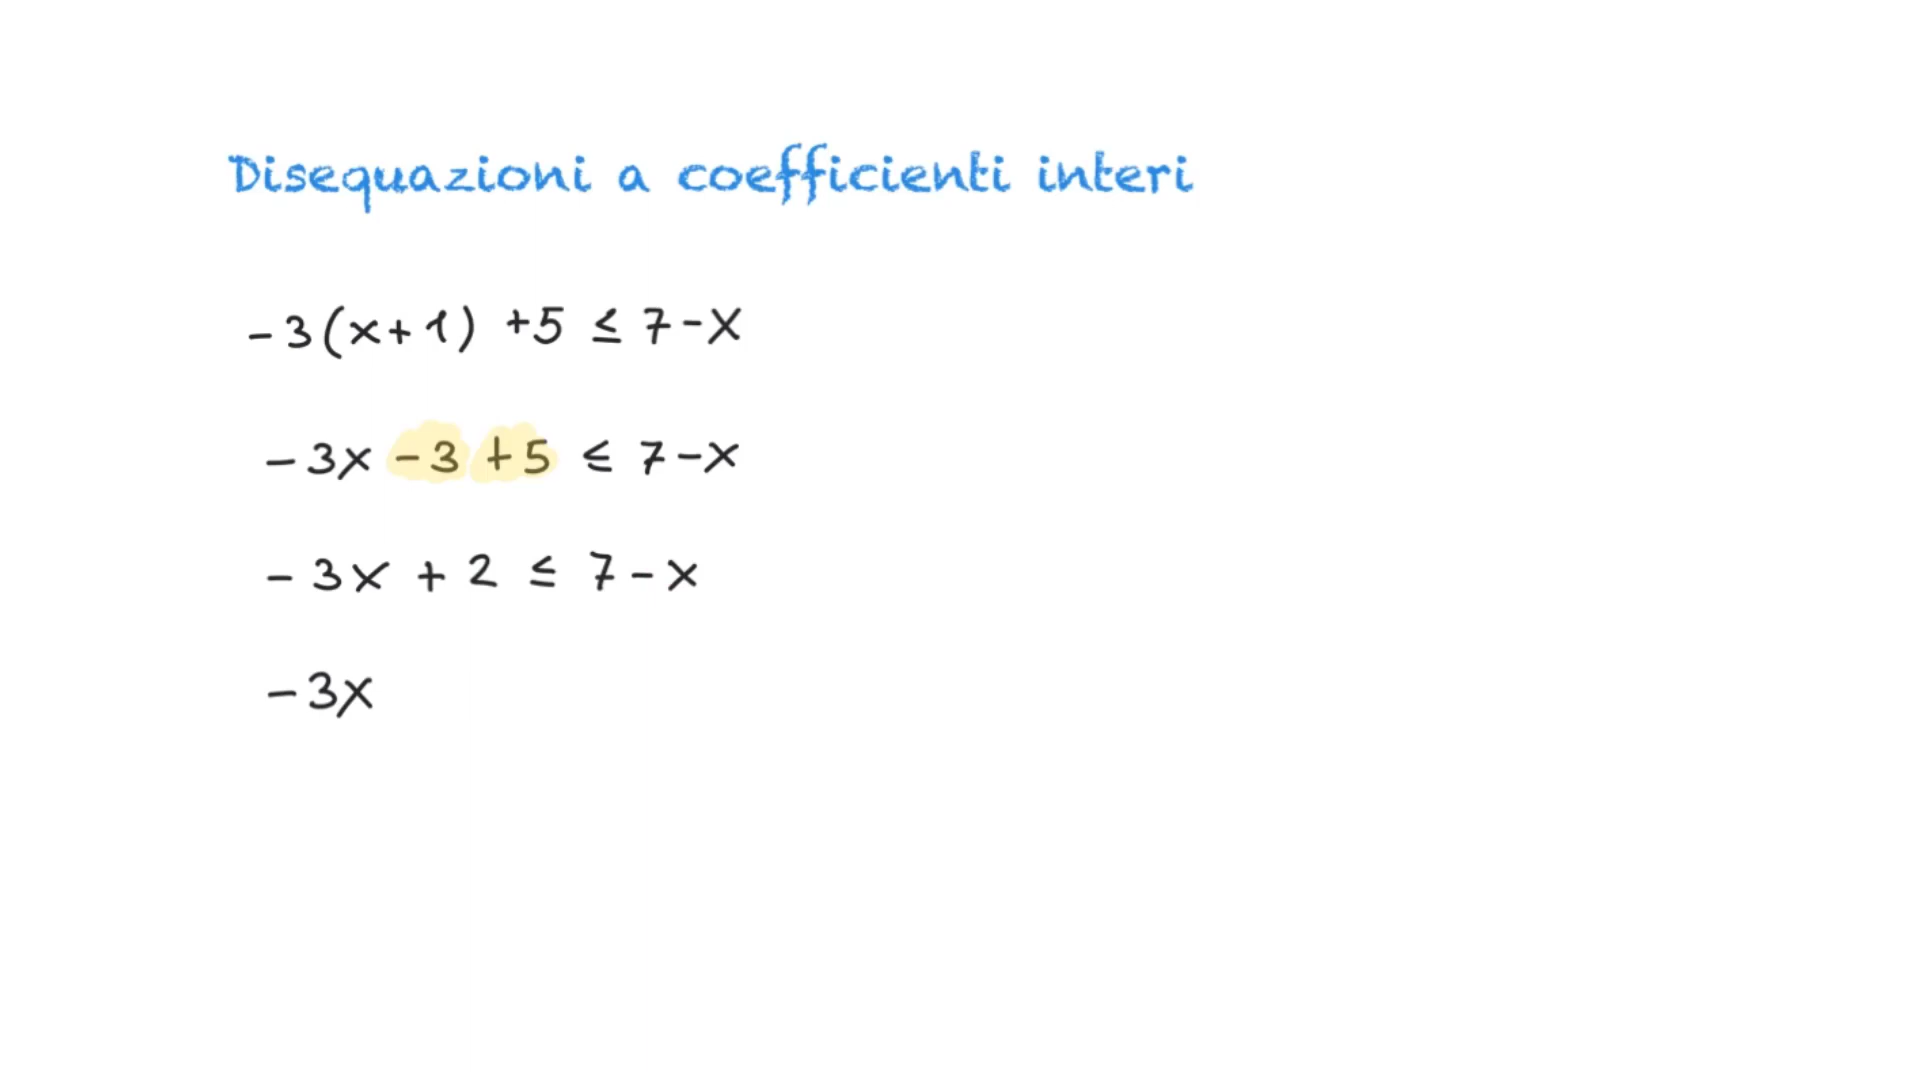 Disequazioni a coefficienti interi
-3(x+1) +5 ≤ 7-x
-3x -3 +5 ≤ 7-x
-3x + 2 ≤ 7-x
-3x